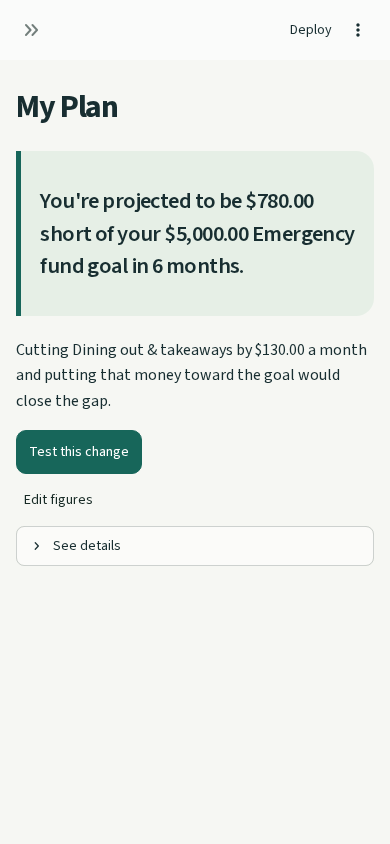 Deploy
My Plan
You're projected to be $780.00
short of your $5,000.00 Emergency
fund goal in 6 months.
Cutting Dining out & takeaways by $130.00 a month
and putting that money toward the goal would
close the gap.
Test this change
Edit figures
See details